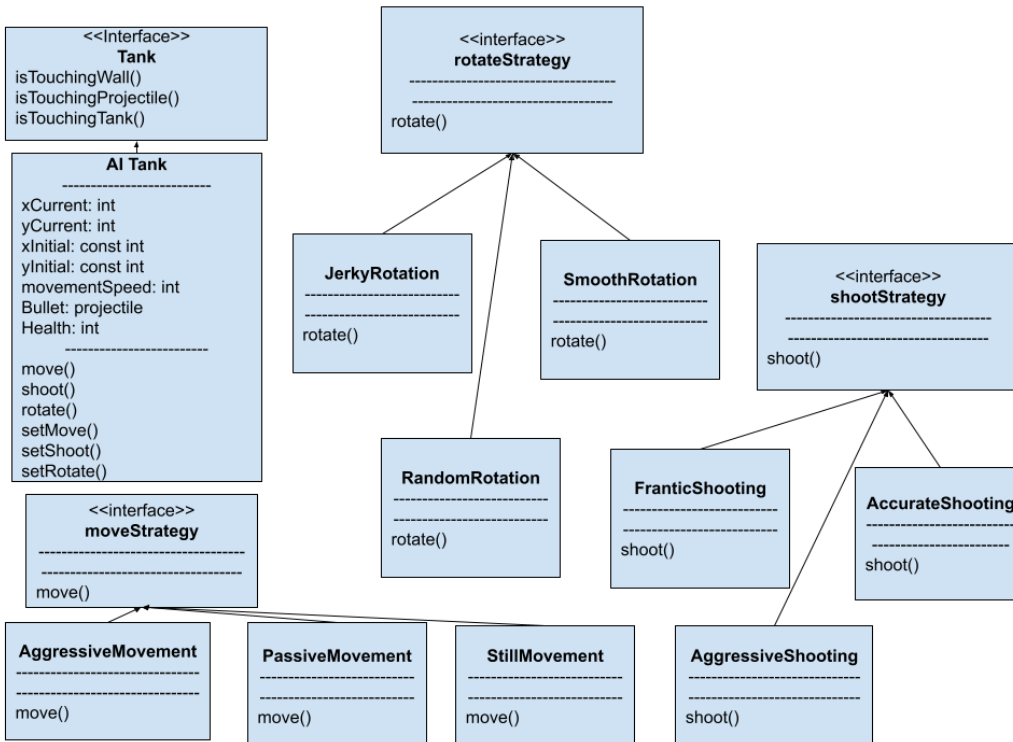 <<Interface>>
Tank
isTouchingWall()
isTouchingProjectile()
isTouchingTank()
AI Tank
---------------------------
xCurrent: int
yCurrent: int
xInitial: const int
yInitial: const int
movementSpeed: int
Bullet: projectile
Health: int
--------------------------
move()
shoot()
rotate()
setMove()
setShoot()
setRotate()
<<interface>>
moveStrategy
-------------------------------------
------------------------------------
move()
AggressiveMovement
---------------------------------
---------------------------------
move()
PassiveMovement
----------------------------
----------------------------
move()
StillMovement
----------------------------
----------------------------
move()
<<interface>>
rotateStrategy
-------------------------------------
------------------------------------
rotate()
JerkyRotation
----------------------------
----------------------------
rotate()
SmoothRotation
----------------------------
----------------------------
rotate()
RandomRotation
----------------------------
----------------------------
rotate()
<<interface>>
shootStrategy
--------------------------------
-------------------------------
shoot()
FranticShooting
----------------------------
----------------------------
shoot()
AccurateShooting
---------------------------
-------------------------
shoot()
AggressiveShooting
----------------------------
----------------------------
shoot()